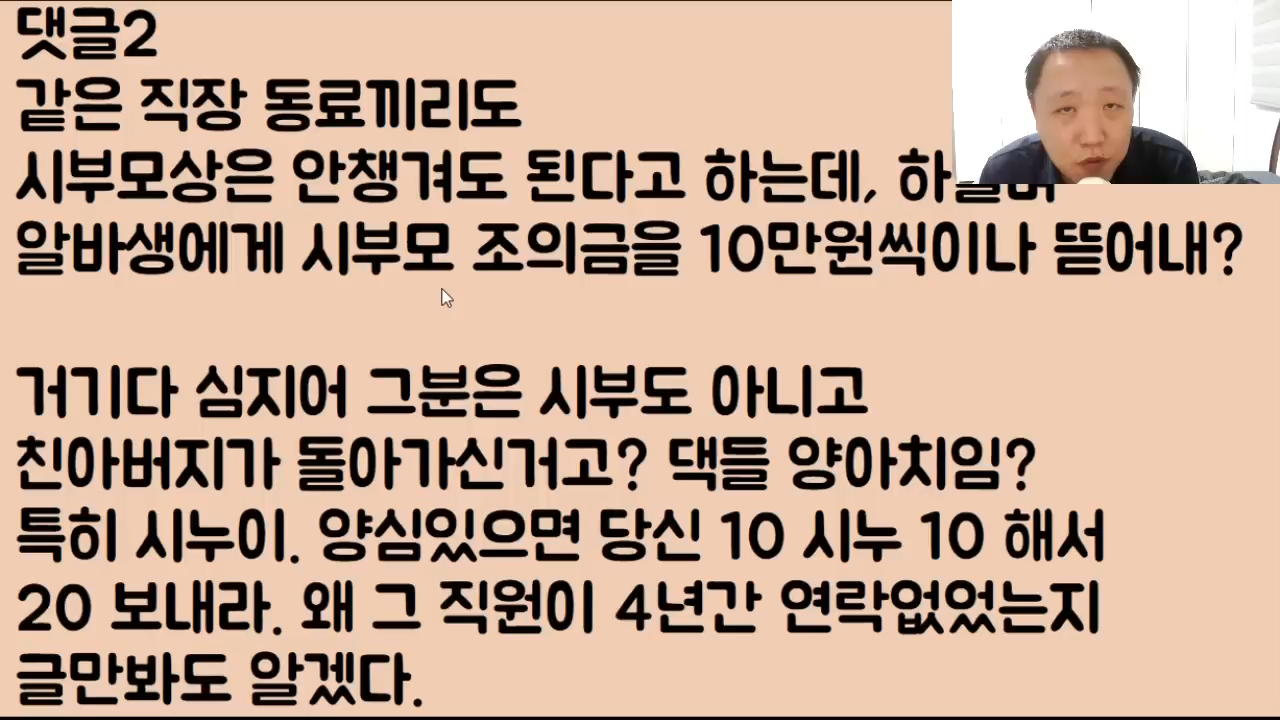 댓글2
같은 직장 동료끼리도
시부모상은 안챙겨도 된다고 하는데,
알바생에게 시부모 조의금을 10만원씩이나 뜯어내?
거기다 심지어 그분은 시부도 아니고
친아버지가 돌아가신거고? 댁들 양아치임?
특히 시누이. 양심있으면 당신 10 시누 10 해서
20 보내라. 왜 그 직원이 4년간 연락없었는지
글만봐도 알겠다.